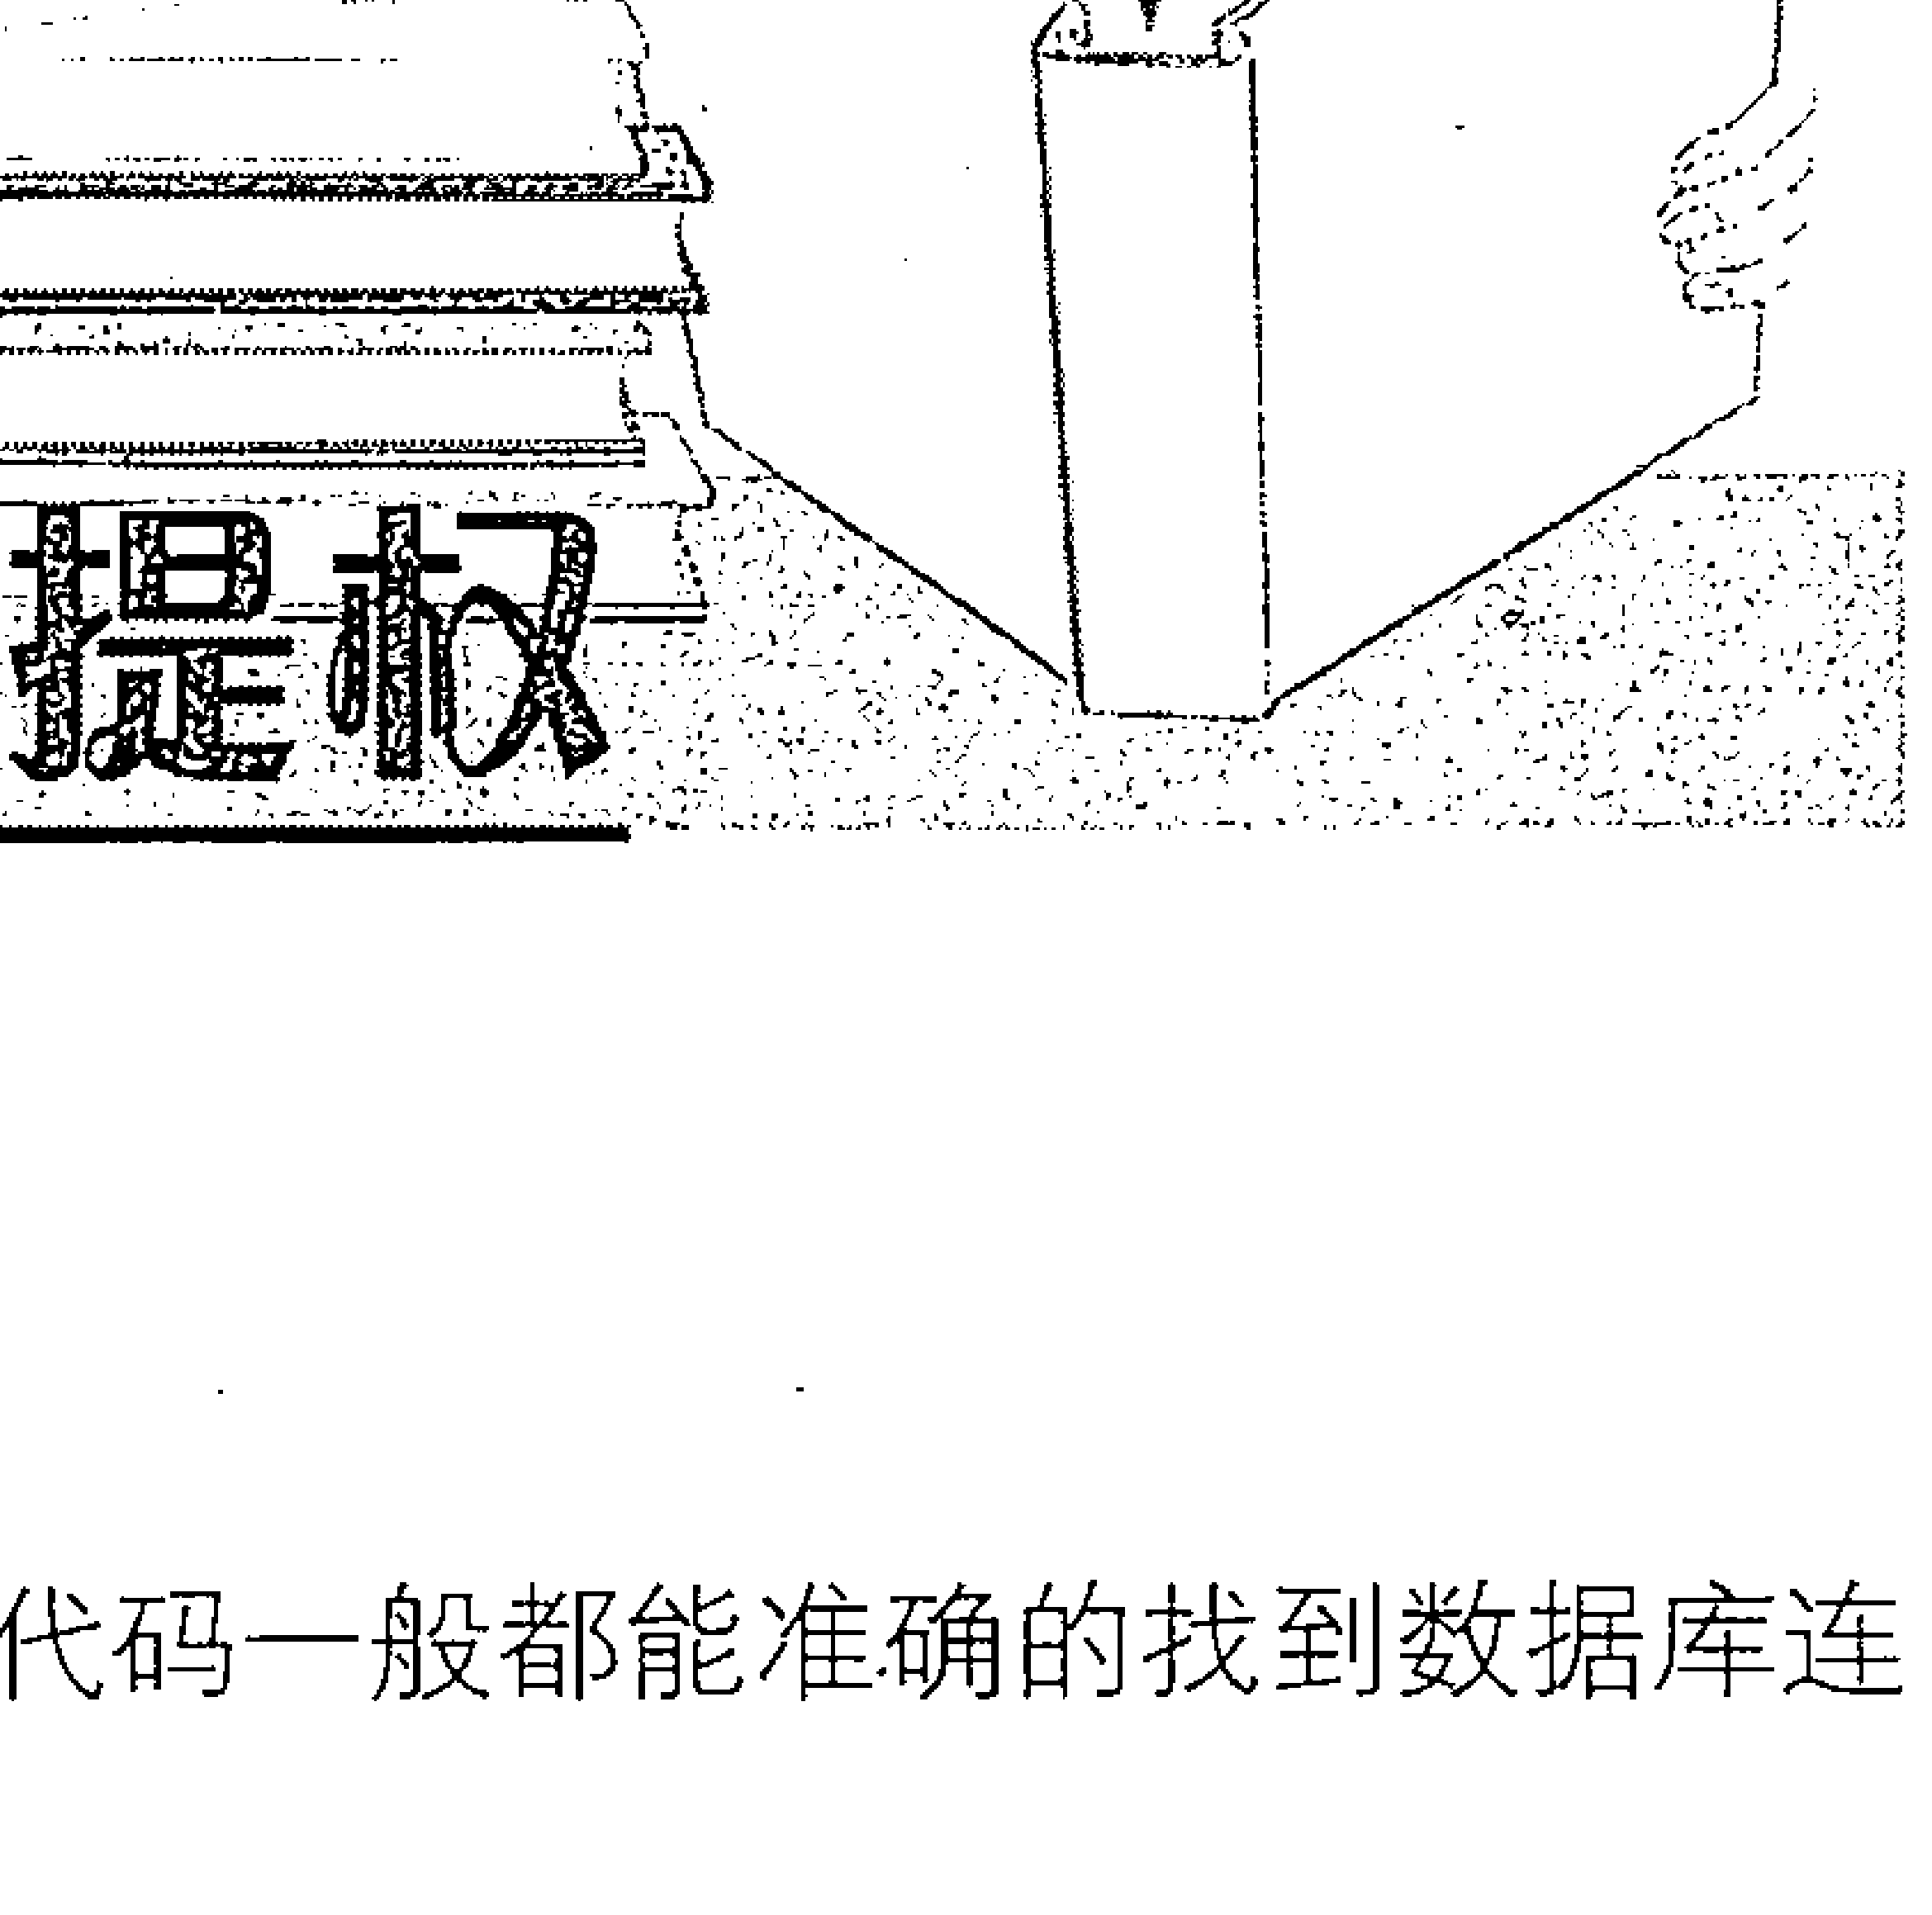 提权
代码一般都能准确的找到数据库连